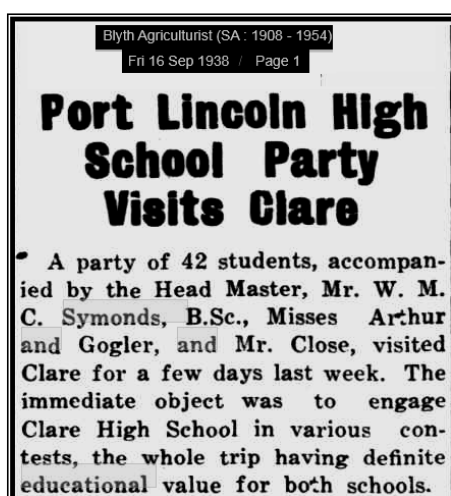 Blyth Agriculturist (SA : 1908 - 1954)
Fri 16 Sep 1938 / Page 1
Port Lincoln High
School Party
Visits Clare
A party of 42 students, accompan-
ied by the Head Master, Mr. W. M.
C. Symonds, B.Sc., Misses Arthur
and Gogler, and Mr. Close, visited
Clare for a few days last week. The
immediate object was to engage
Clare High School in various con-
tests, the whole trip having definite
educational value for both schools.